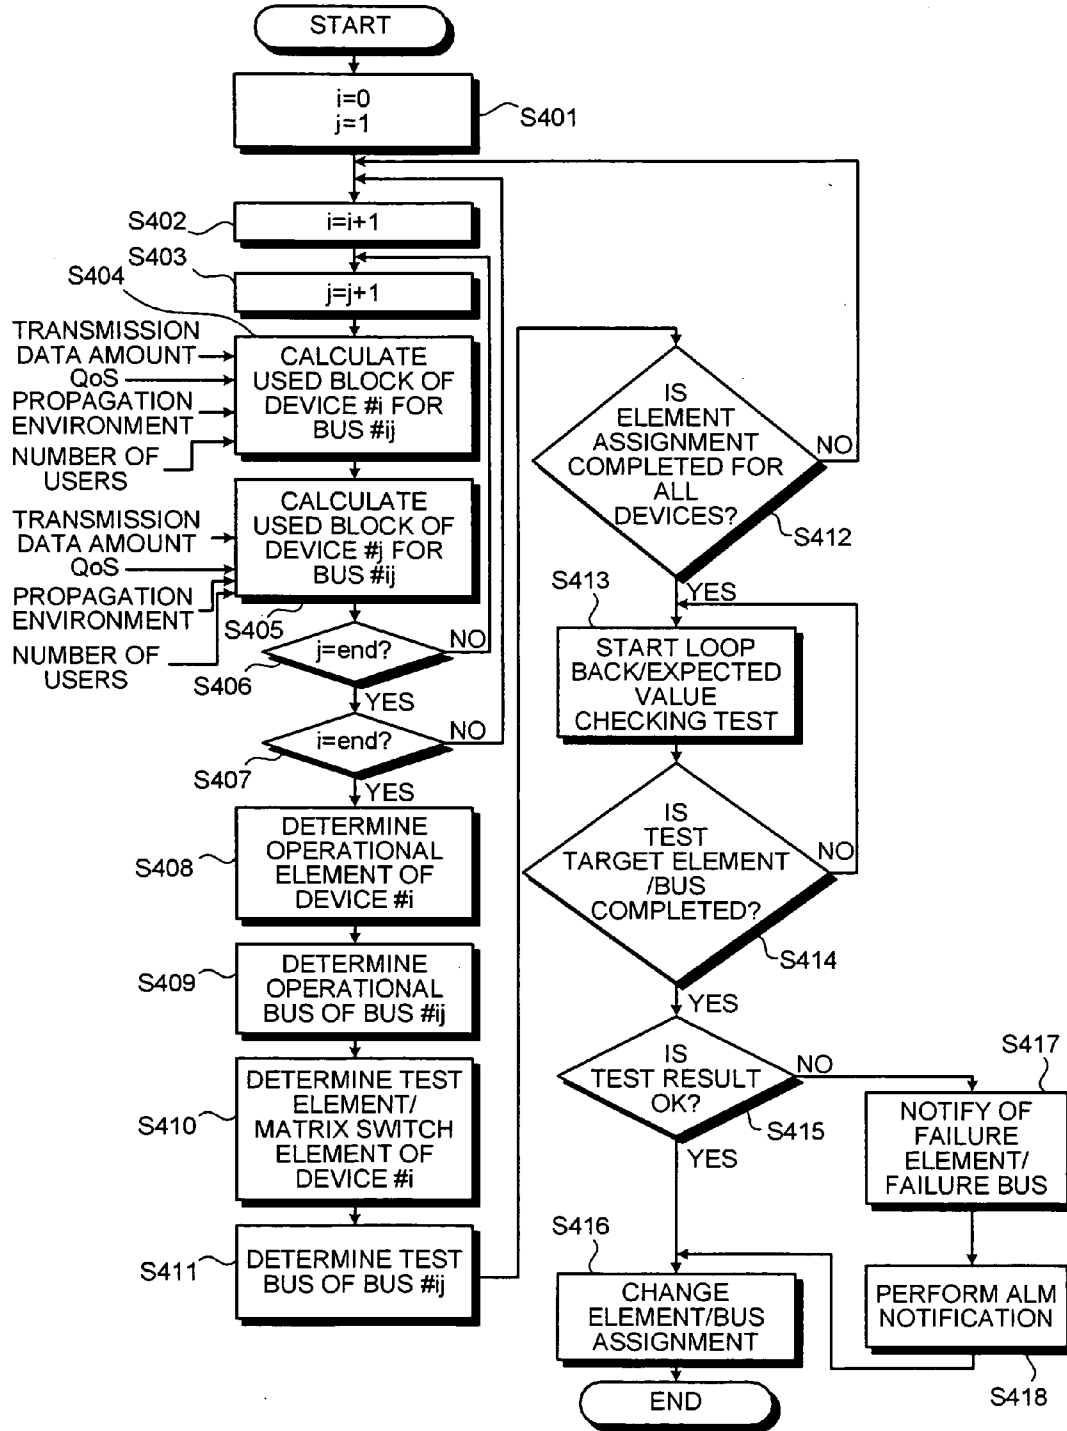 START
i=0
j=1
S401
S402
i=i+1
S403
j=j+1
S404
TRANSMISSION
DATA AMOUNT
QoS
PROPAGATION
ENVIRONMENT
NUMBER OF
USERS
CALCULATE
USED BLOCK OF
DEVICE #i FOR
BUS #ij
TRANSMISSION
DATA AMOUNT
QoS
PROPAGATION
ENVIRONMENT
NUMBER OF
USERS
CALCULATE
USED BLOCK OF
DEVICE #j FOR
BUS #ij
S405
j=end?
NO
S406
YES
i=end?
NO
S407
YES
S408
DETERMINE
OPERATIONAL
ELEMENT OF
DEVICE #i
S409
DETERMINE
OPERATIONAL
BUS OF BUS #ij
S410
DETERMINE TEST
ELEMENT/
MATRIX SWITCH
ELEMENT OF
DEVICE #i
S411
DETERMINE TEST
BUS OF BUS #ij
IS
ELEMENT
ASSIGNMENT
COMPLETED FOR
ALL
DEVICES?
NO
S412
YES
S413
START LOOP
BACK/EXPECTED
VALUE
CHECKING TEST
IS
TEST
TARGET ELEMENT
/BUS
COMPLETED?
NO
S414
YES
IS
TEST RESULT
OK?
NO
S415
YES
S417
NOTIFY OF
FAILURE
ELEMENT/
FAILURE BUS
S416
CHANGE
ELEMENT/BUS
ASSIGNMENT
PERFORM ALM
NOTIFICATION
S418
END